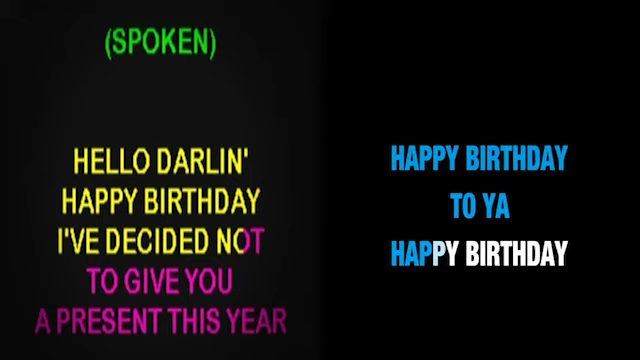 (SPOKEN)
HELLO DARLIN'
HAPPY BIRTHDAY
I'VE DECIDED NOT
TO GIVE YOU
A PRESENT THIS YEAR
HAPPY BIRTHDAY
TO YA
HAPPY BIRTHDAY